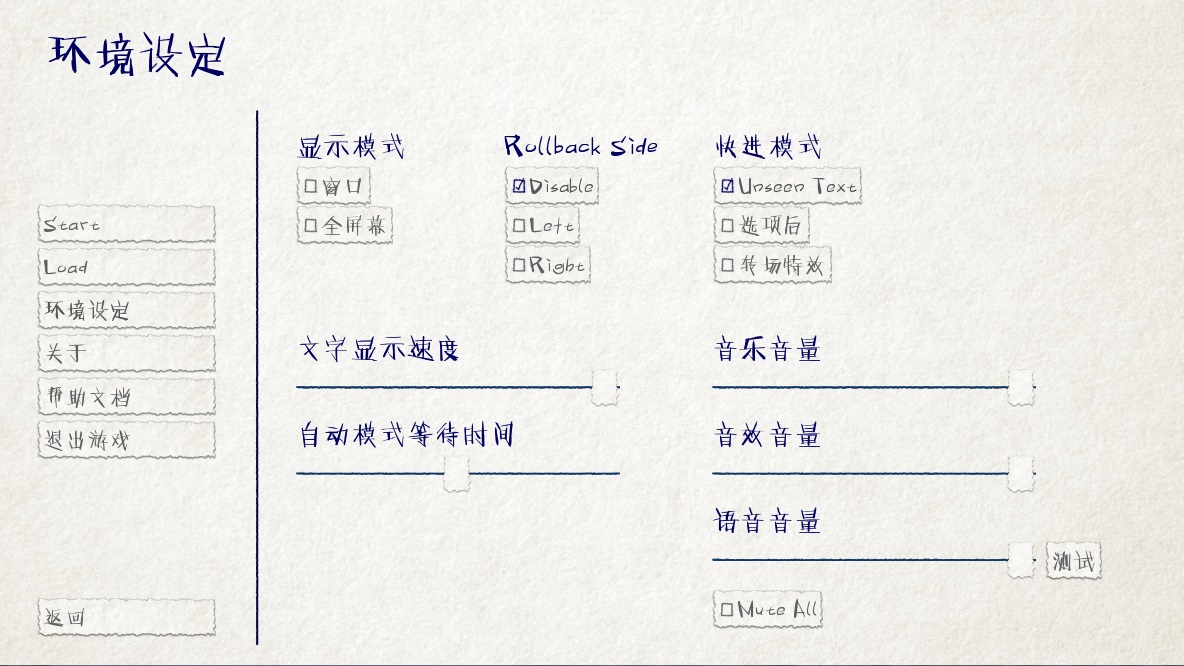 环境设定
Start
Load
环境设定
关于
帮助文档
退出游戏
返回
显示模式
窗口
全屏幕
Rollback Side
Disable
Left
Right
快进模式
Unseen Text
选项后
转场特效
文字显示速度
自动模式等待时间
音乐音量
音效音量
语音音量
测试
Mute All